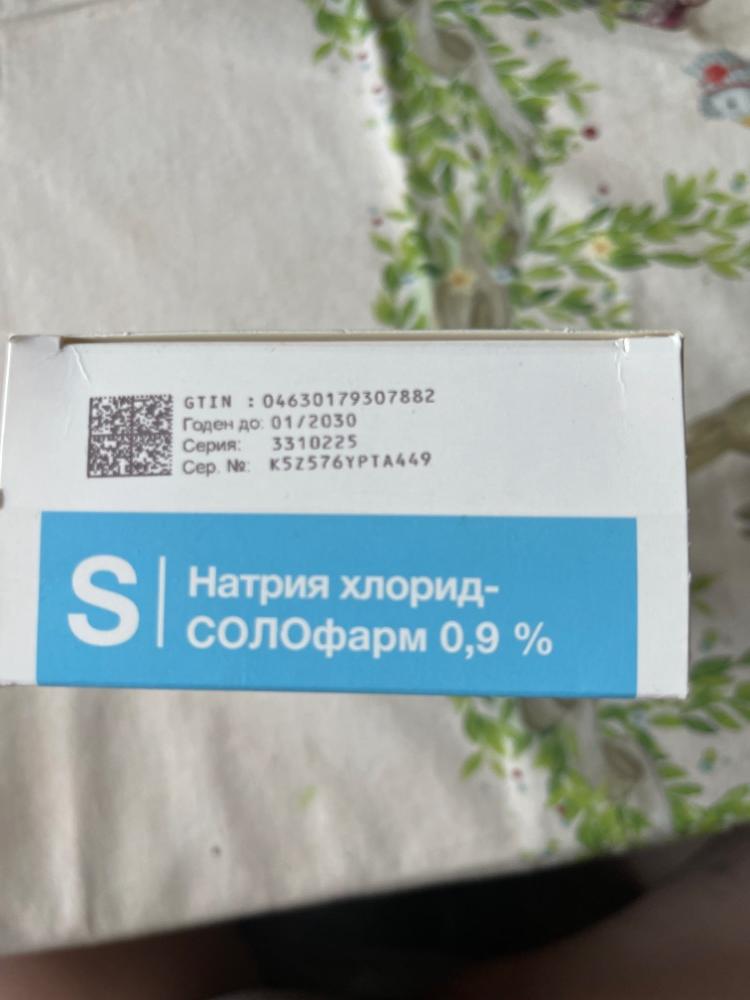 GTIN : 04630179307882
Годен до: 01/2030
Серия: 3310225
Сер. №: K5Z576YPTA449
S
Натрия хлорид-
СОЛОфарм 0,9 %